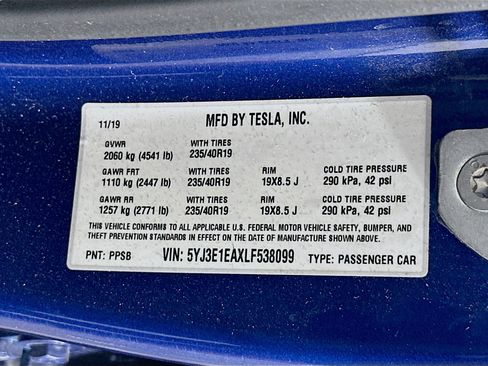 11/19 MFD BY TESLA, INC.
GVWR WITH TIRES
2060 kg (4541 lb) 235/40R19
GAWR FRT WITH TIRES RIM COLD TIRE PRESSURE
1110 kg (2447 lb) 235/40R19 19X8.5 J 290 kPa, 42 psi
GAWR RR WITH TIRES RIM COLD TIRE PRESSURE
1257 kg (2771 lb) 235/40R19 19X8.5 J 290 kPa, 42 psi
THIS VEHICLE CONFORMS TO ALL APPLICABLE U.S. FEDERAL MOTOR VEHICLE SAFETY, BUMPER, AND
THEFT PREVENTION STANDARDS IN EFFECT ON THE DATE OF MANUFACTURE SHOWN ABOVE.
PNT: PPSB VIN: 5YJ3E1EAXLF538099 TYPE: PASSENGER CAR